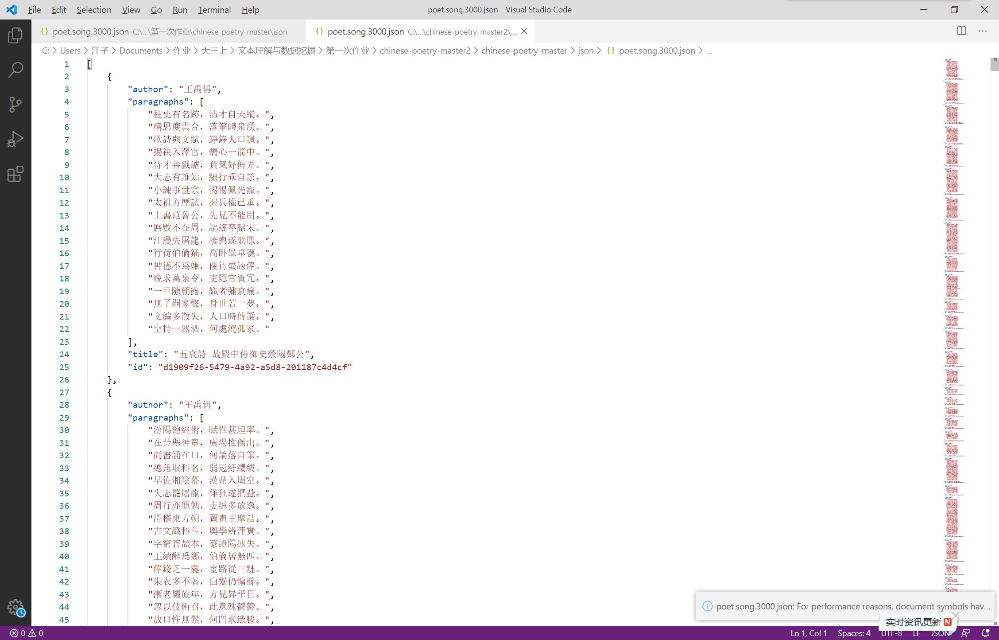 File Edit Selection View Go Run Terminal Help poet.song.3000.json - Visual Studio Code
poet.song.3000.json C:\...\第一次作业\chinese-poetry-master\json poet.song.3000.json C:\...\chinese-poetry-master2\...
C: > Users > 洋子 > Documents > 作业 > 大三上 > 文本理解与数据挖掘 > 第一次作业 > chinese-poetry-master2 > chinese-poetry-master > json > {} poet.song.3000.json > ...
1 [
2 {
3 "author": "王禹偁",
4 "paragraphs": [
5 "柱史有名跡，清才自天縱。",
6 "構思慶雲合，落筆醴泉湧。",
7 "歌詩與文賦，錚錚人口諷。",
8 "揚袂入澤宮，鵠心一箭中。",
9 "恃才善戲謔，負氣好侮弄。",
10 "大志有誰知，細行乖自訟。",
11 "小諫事世宗，惕惕佩光寵。",
12 "太祖方歷試，握兵權已重。",
13 "上書范魯公，先見不能用。",
14 "曆數不在周，謳謠卒歸宋。",
15 "汗漫失屠龍，接輿遂歌鳳。",
16 "行荷伯倫鍤，高卧畢卓甕。",
17 "神德不爲嫌，優待臺諫俸。",
18 "晚求萬泉令，吏隠官資冗。",
19 "一旦隨朝露，識者彌哀痛。",
20 "無子嗣家聲，身世若一夢。",
21 "文編多散失，人口時傳誦。",
22 "空持一器酒，何處澆孤冢。"
23 ],
24 "title": "五哀詩 故殿中侍御史滎陽鄭公",
25 "id": "d1909f26-5479-4a92-a5d8-201187c4d4cf"
26 },
27 {
28 "author": "王禹偁",
29 "paragraphs": [
30 "汾陽飽經術，賦性甚坦率。",
31 "在昔舉神童，廣場推傑出。",
32 "尚書誦在口，何論落自筆。",
33 "總角取科名，弱冠紆纓紱。",
34 "早佐湘陰幕，漢鼎入周室。",
35 "失志罷屠龍，佯狂遂捫蝨。",
36 "周行亦黽勉，吏隠多放逸。",
37 "滑稽東方朔，圖畫王摩詰。",
38 "古文識科斗，奧學辨萍實。",
39 "字窮蒼頡本，篆證陽冰失。",
40 "王績醉爲鄉，伯倫居無匹。",
41 "俸錢乏一囊，宦路從三黜。",
42 "朱衣多不著，白髮仍慵櫛。",
43 "漸老羈旅年，方見昇平日。",
44 "忽以伎術召，此意殊鬱鬱。",
45 "放口忤無鬚，何門求造膝。",
poet.song.3000.json: For performance reasons, document symbols hav...
实时资讯更新
0 0 Ln 1, Col 1 Spaces: 4 UTF-8 LF JSON